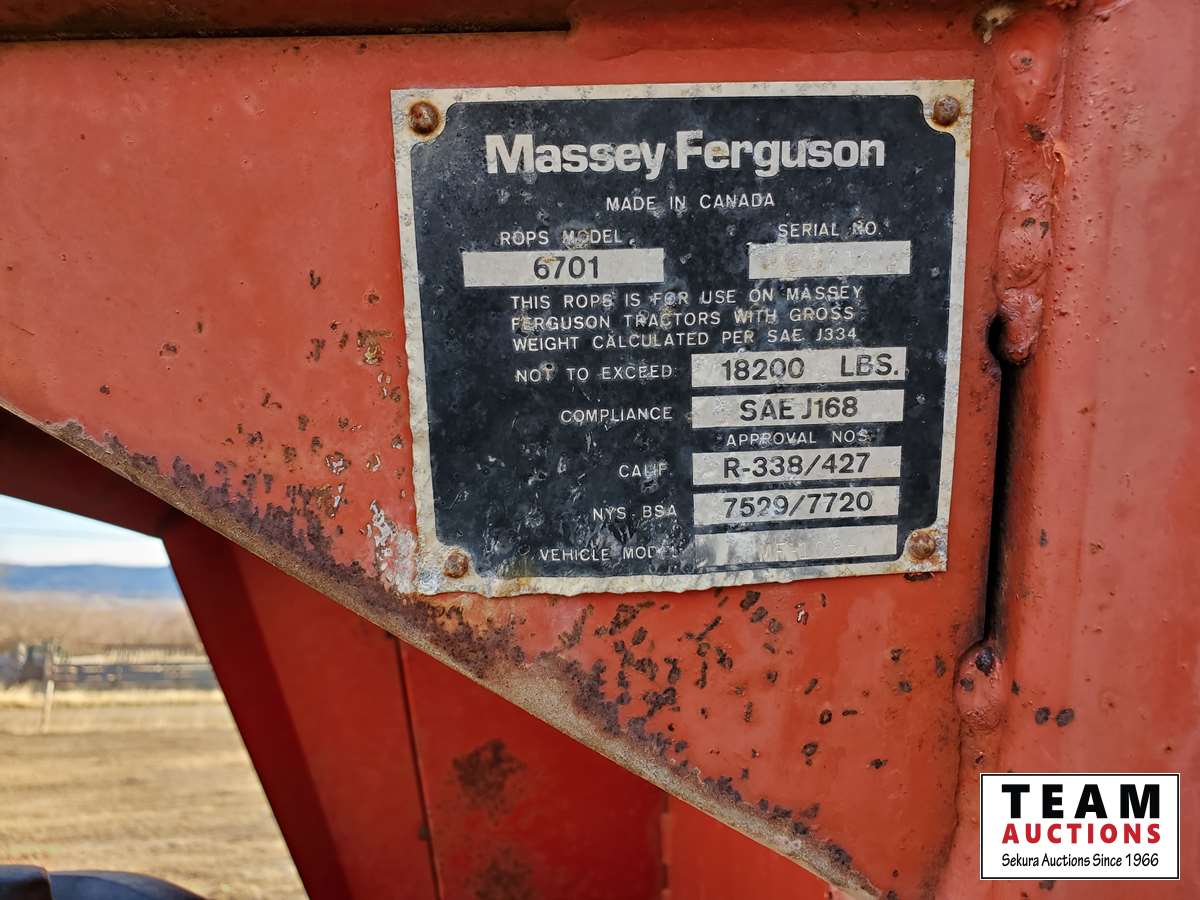 Massey Ferguson
MADE IN CANADA
ROPS MODEL SERIAL NO.
6701
THIS ROPS IS FOR USE ON MASSEY
FERGUSON TRACTORS WITH GROSS
WEIGHT CALCULATED PER SAE J334
NOT TO EXCEED 18200 LBS.
COMPLIANCE SAE J168
APPROVAL NOS.
CALIF. R-338/427
NYS-BSA 7529/7720
VEHICLE MODEL
TEAM
AUCTIONS
Sekura Auctions Since 1966